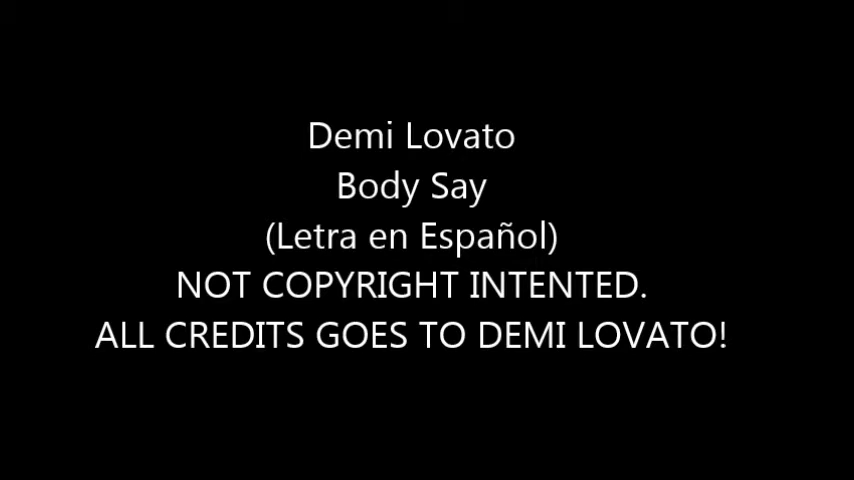 Demi Lovato
Body Say
(Letra en Español)
NOT COPYRIGHT INTENTED.
ALL CREDITS GOES TO DEMI LOVATO!